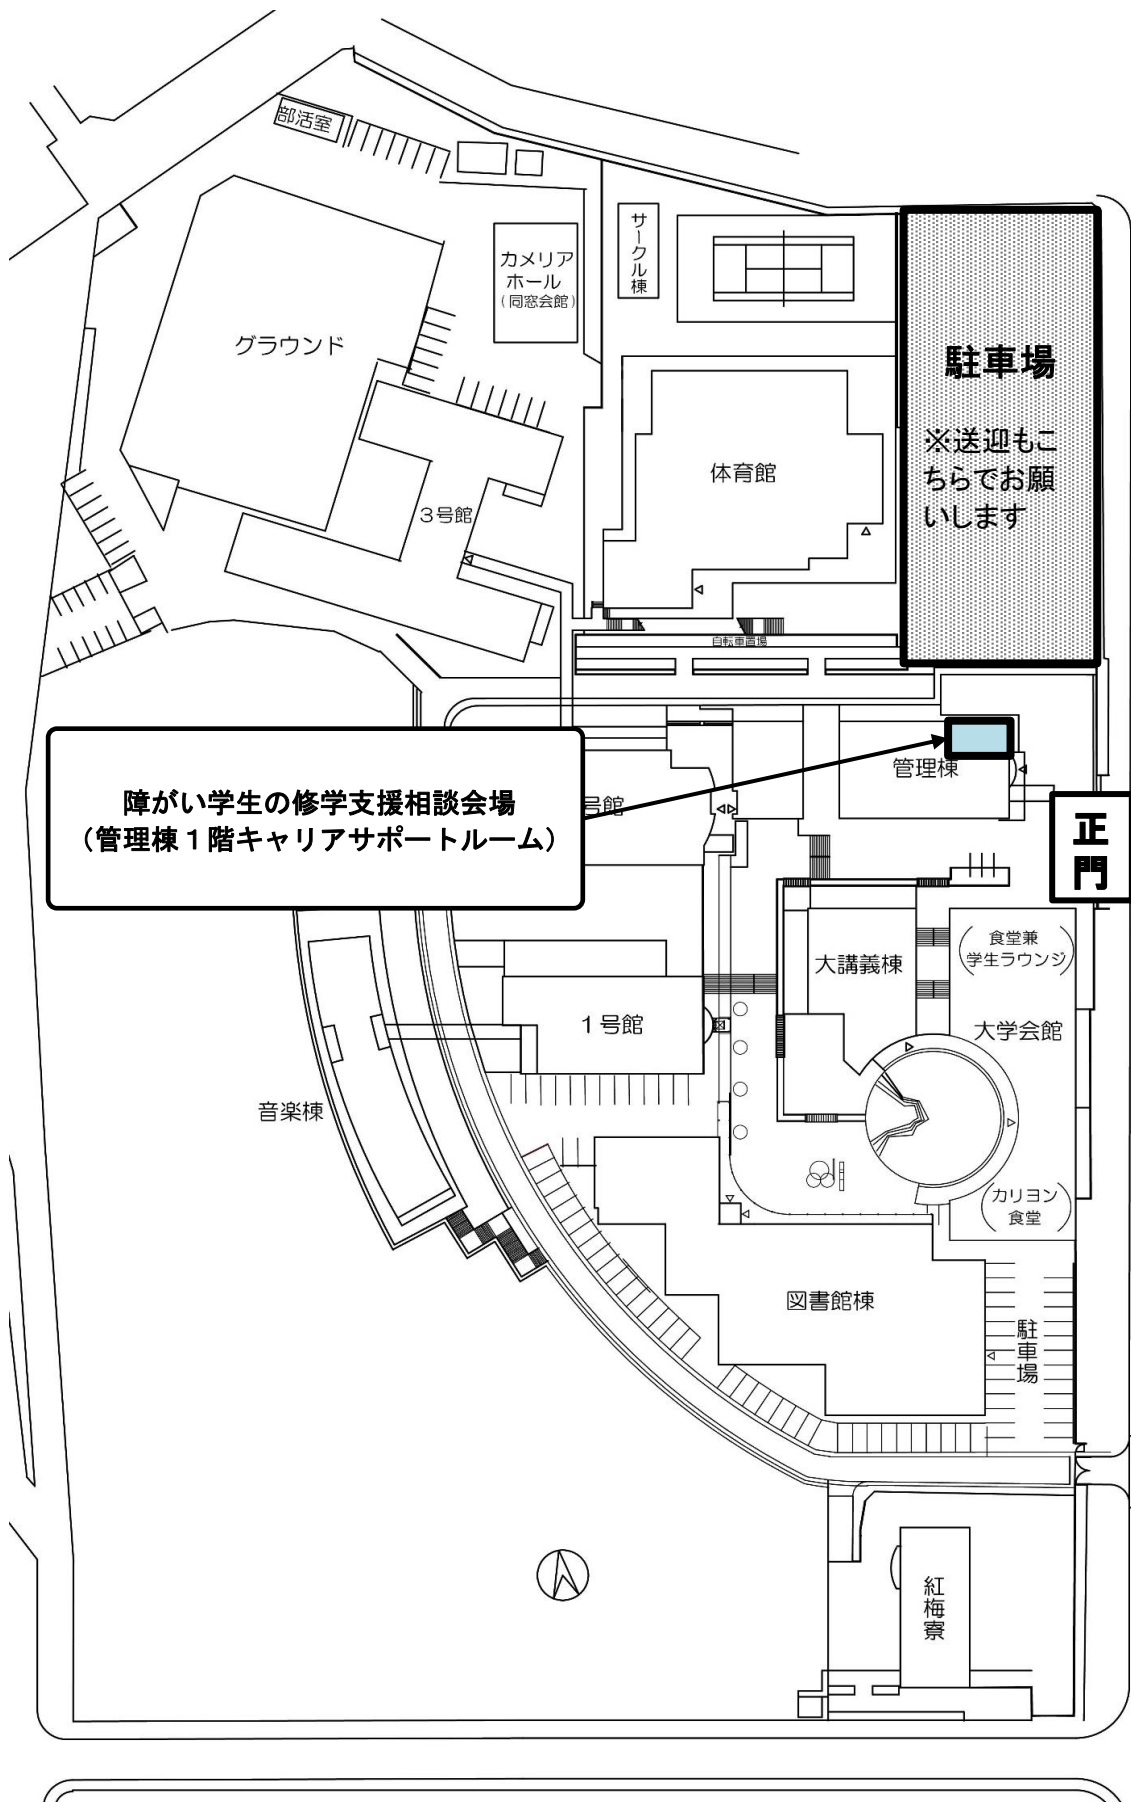 部活室
サークル棟
カメリア
ホール
(同窓会館)
グラウンド
駐車場
※送迎もこ
ちらでお願
いします
体育館
3号館
自転車置場
管理棟
障がい学生の修学支援相談会場
(管理棟1階キャリアサポートルーム)
号館
正門
食堂兼
学生ラウンジ
大講義棟
1号館
大学会館
音楽棟
カリヨン
食堂
図書館棟
駐車場
紅梅寮